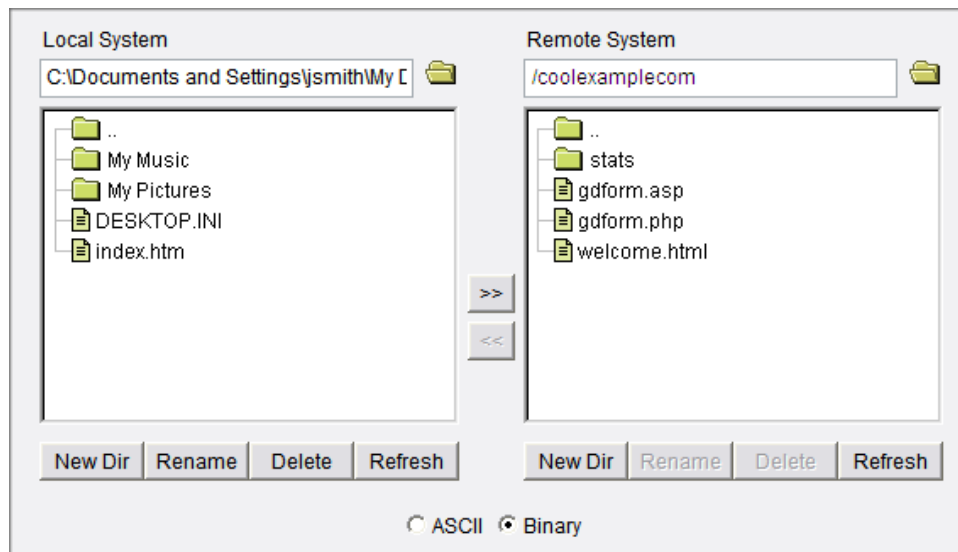 Local System
C:\Documents and Settings\jsmith\My D
..
My Music
My Pictures
DESKTOP.INI
index.htm
>>
<<
New Dir Rename Delete Refresh
Remote System
/coolexamplecom
..
stats
gdform.asp
gdform.php
welcome.html
New Dir Rename Delete Refresh
ASCII Binary